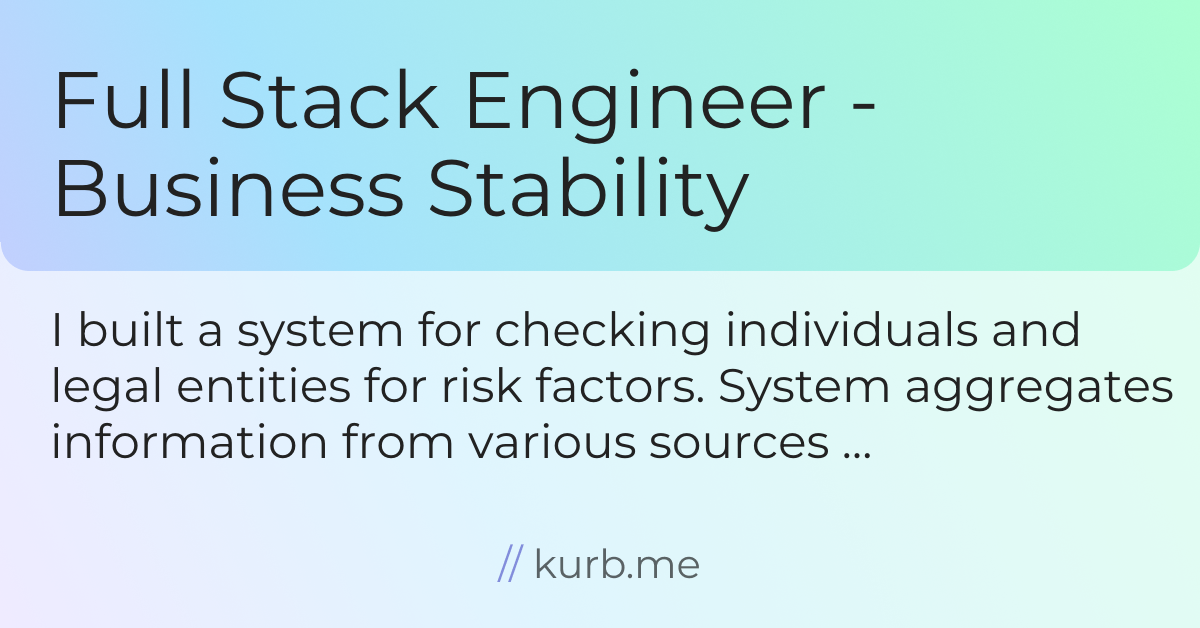 Full Stack Engineer -
Business Stability
I built a system for checking individuals and
legal entities for risk factors. System aggregates
information from various sources ...
// kurb.me